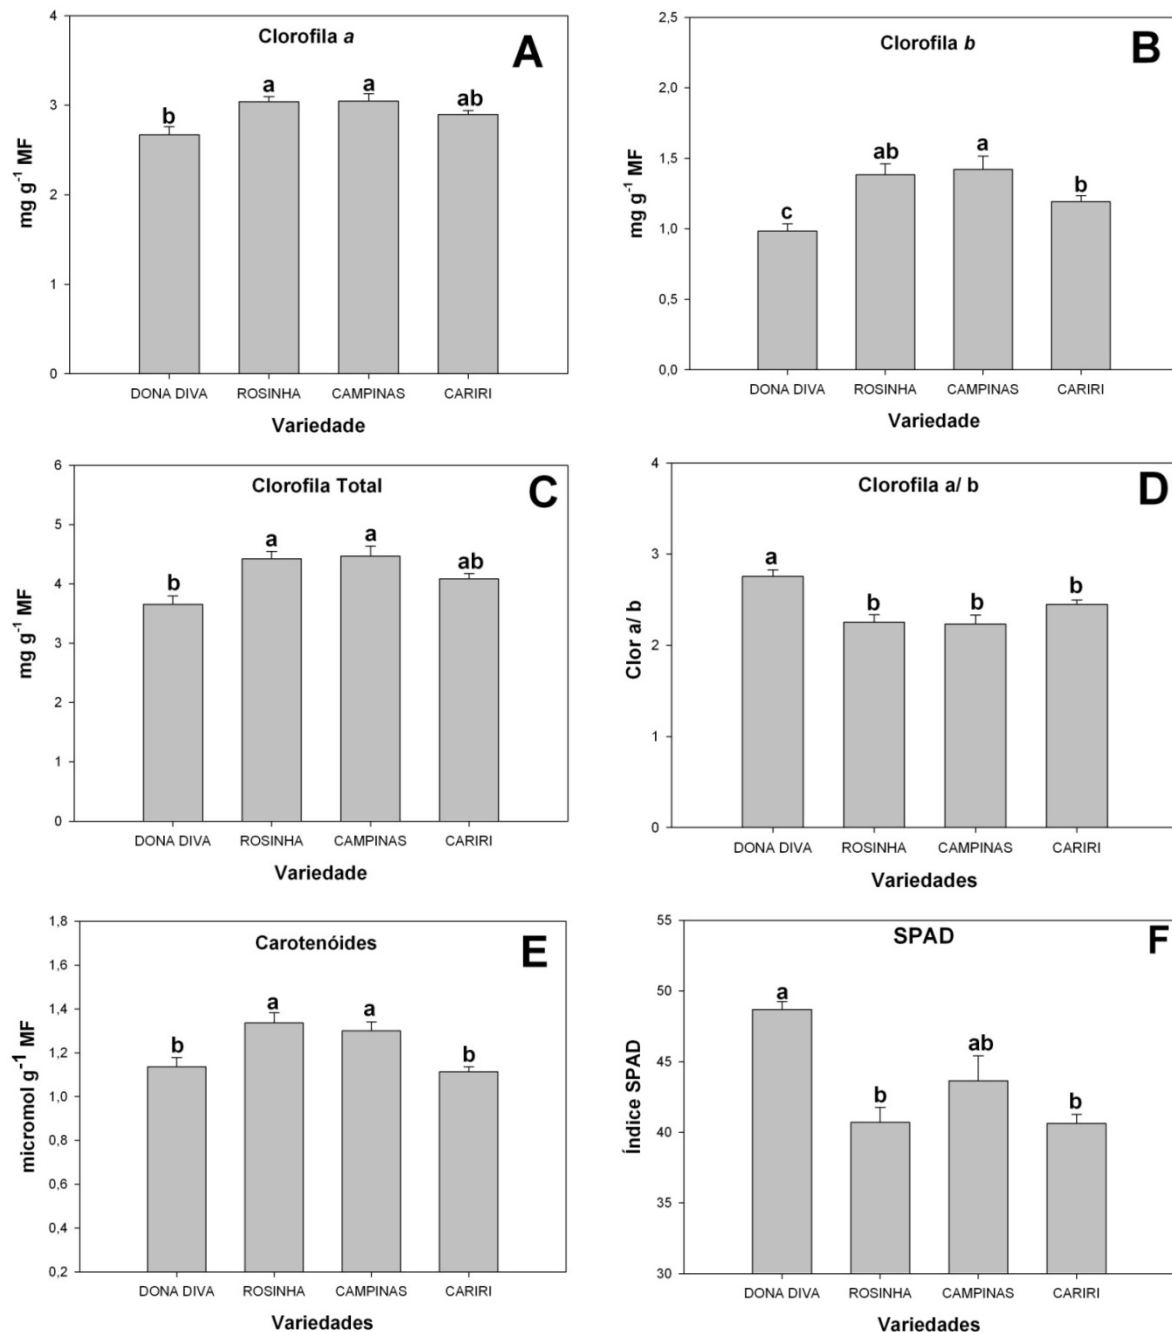 A
Clorofila a
4
3
2
1
0
mg g-1 MF
b
a
a
ab
DONA DIVA ROSINHA CAMPINAS CARIRI
Variedade
B
Clorofila b
2,5
2,0
1,5
1,0
0,5
0,0
mg g-1 MF
c
ab
a
b
DONA DIVA ROSINHA CAMPINAS CARIRI
Variedade
C
Clorofila Total
6
5
4
3
2
1
0
mg g-1 MF
b
a
a
ab
DONA DIVA ROSINHA CAMPINAS CARIRI
Variedade
D
Clorofila a/ b
4
3
2
1
0
Clor a/ b
a
b
b
b
DONA DIVA ROSINHA CAMPINAS CARIRI
Variedades
E
Carotenóides
1,8
1,6
1,4
1,2
1,0
0,8
0,6
0,4
0,2
micromol g-1 MF
b
a
a
b
DONA DIVA ROSINHA CAMPINAS CARIRI
Variedades
F
SPAD
55
50
45
40
35
30
Índice SPAD
a
b
ab
b
DONA DIVA ROSINHA CAMPINAS CARIRI
Variedades